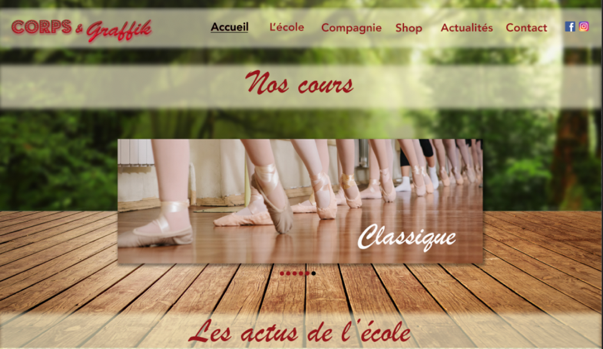 CORPS & Graffik
Accueil L'école Compagnie Shop Actualités Contact
Nos cours
Classique
Les actus de l'école